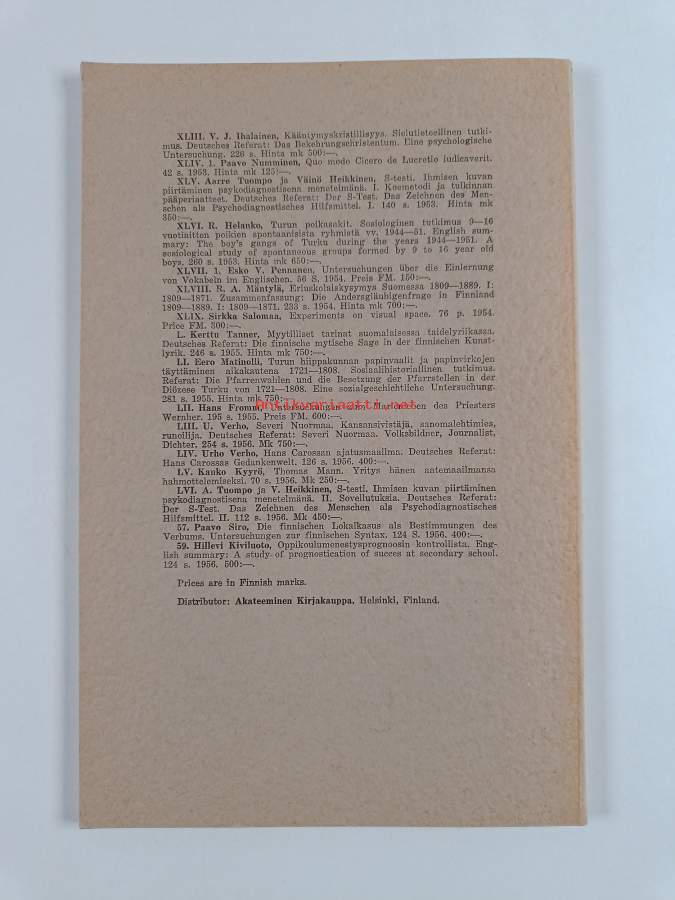 XLIII. V. J. Ihalainen, Kääntymyskristillisyys. Sielutieteellinen tutki-
mus. Deutsches Referat: Das Bekehrungschristentum. Eine psychologische
Untersuchung. 226 s. Hinta mk 500:—.
XLIV. 1. Paavo Numminen, Quo modo Cicero de Lucretio iudicaverit.
42 s. 1953. Hinta mk 125:—.
XLV. Aarre Tuompo ja Väinö Heikkinen, S-testi. Ihmisen kuvan
piirtäminen psykodiagnostisena menetelmänä. I. Koemetodi ja tulkinnan
pääperiaatteet. Deutsches Referat: Der S-Test. Das Zeichnen des Men-
schen als Psychodiagnostisches Hilfsmittel. I. 140 s. 1953. Hinta mk
350:—.
XLVI. R. Helanko, Turun poikasakit. Sosiologinen tutkimus 9—16
vuotiaitten poikien spontaanisista ryhmistä vv. 1944—51. English sum-
mary: The boy's gangs of Turku during the years 1944—1951. A
sosiological study of spontaneous groups formed by 9 to 16 year old
boys. 260 s. 1953. Hinta mk 650:—.
XLVII. 1, Esko V. Pennanen, Untersuchungen über die Einlernung
von Vokabeln im Englischen. 56 S. 1954. Preis FM. 150:—.
XLVIII. R. A. Mäntylä, Eriuskolaiskysymys Suomessa 1809—1889. I:
1809—1871. Zusammenfassung: Die Andersgläubigenfrage in Finnland
1809—1889. I: 1809—1871. 233 s. 1954. Hinta mk 700:—.
XLIX. Sirkka Salomaa, Experiments on visual space. 76 p. 1954.
Price FM. 300:—.
L. Kerttu Tanner, Myytilliset tarinat suomalaisessa taidelyriikassa.
Deutsches Referat: Die finnische mytische Sage in der finnischen Kunst-
lyrik. 246 s. 1955. Hinta mk 750:—.
LI. Eero Matinolli, Turun hiippakunnan papinvaalit ja papinvirkojen
täyttäminen aikakautena 1721—1808. Sosiaalihistoriallinen tutkimus.
Referat: Die Pfarrenwahlen und die Besetzung der Pfarrstellen in der
Diözese Turku von 1721—1808. Eine sozialgeschichtliche Untersuchung.
281 s. 1955. Hinta mk 750:—
antikvariaatti.net
LII. Hans Fromm, Untersuchungen zum Marienleben des Priesters
Wernher. 195 s. 1955. Preis FM. 600:—.
LIII. U. Verho, Severi Nuormaa. Kansansivistäjä, sanomalehtimies,
runoilija. Deutsches Referat: Severi Nuormaa. Volksbildner, Journalist,
Dichter. 254 s. 1956. Mk 750:—.
LIV. Urho Verho, Hans Carossan ajatusmaailma. Deutsches Referat:
Hans Carossas Gedankenwelt. 126 s. 1956. 400:—.
LV. Kauko Kyyrö, Thomas Mann. Yritys hänen aatemaailmansa
hahmottelemiseksi. 70 s. 1956. Mk 250:—.
LVI. A. Tuompo ja V. Heikkinen, S-testi. Ihmisen kuvan piirtäminen
psykodiagnostisena menetelmänä. II. Sovellutuksia. Deutsches Referat:
Der S-Test. Das Zeichnen des Menschen als Psychodiagnostisches
Hilfsmittel. II. 112 s. 1956. Mk 450:—.
57. Paavo Siro, Die finnischen Lokalkasus als Bestimmungen des
Verbums. Untersuchungen zur finnischen Syntax. 124 S. 1956. 400:—.
59. Hillevi Kiviluoto, Oppikoulumenestysprognoosin kontrollista. Eng-
lish summary: A study of prognostication of succes at secondary school.
124 s. 1956. 500:—.
Prices are in Finnish marks.
Distributor: Akateeminen Kirjakauppa, Helsinki, Finland.